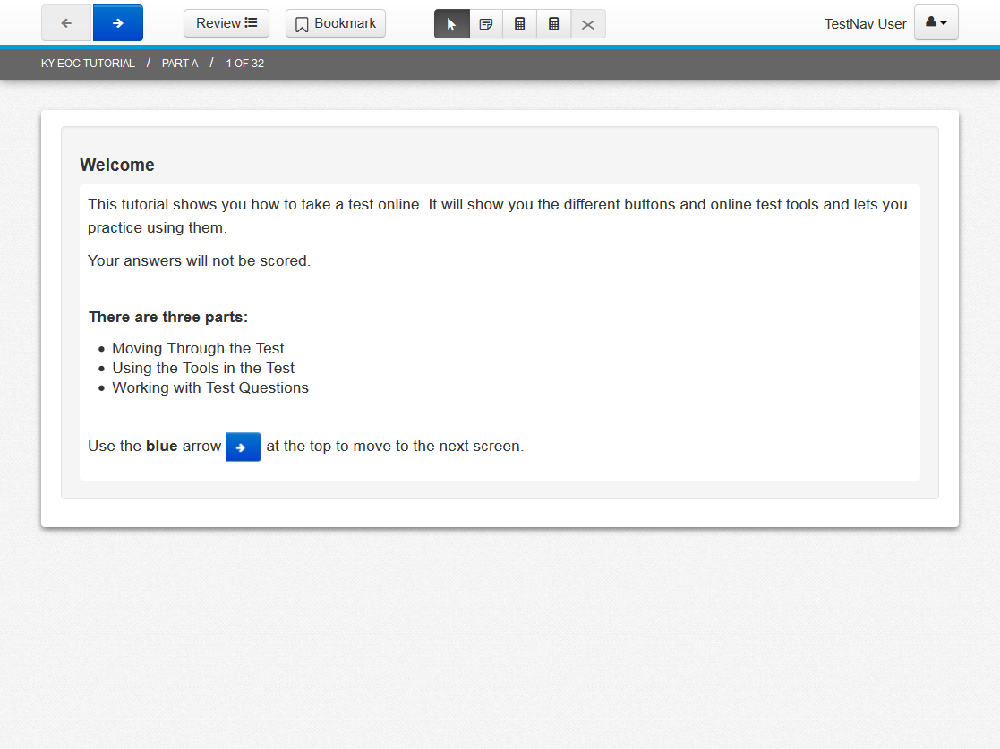 Review
Bookmark
TestNav User
KY EOC TUTORIAL / PART A / 1 OF 32
Welcome
This tutorial shows you how to take a test online. It will show you the different buttons and online test tools and lets you
practice using them.
Your answers will not be scored.
There are three parts:
• Moving Through the Test
• Using the Tools in the Test
• Working with Test Questions
Use the blue arrow at the top to move to the next screen.